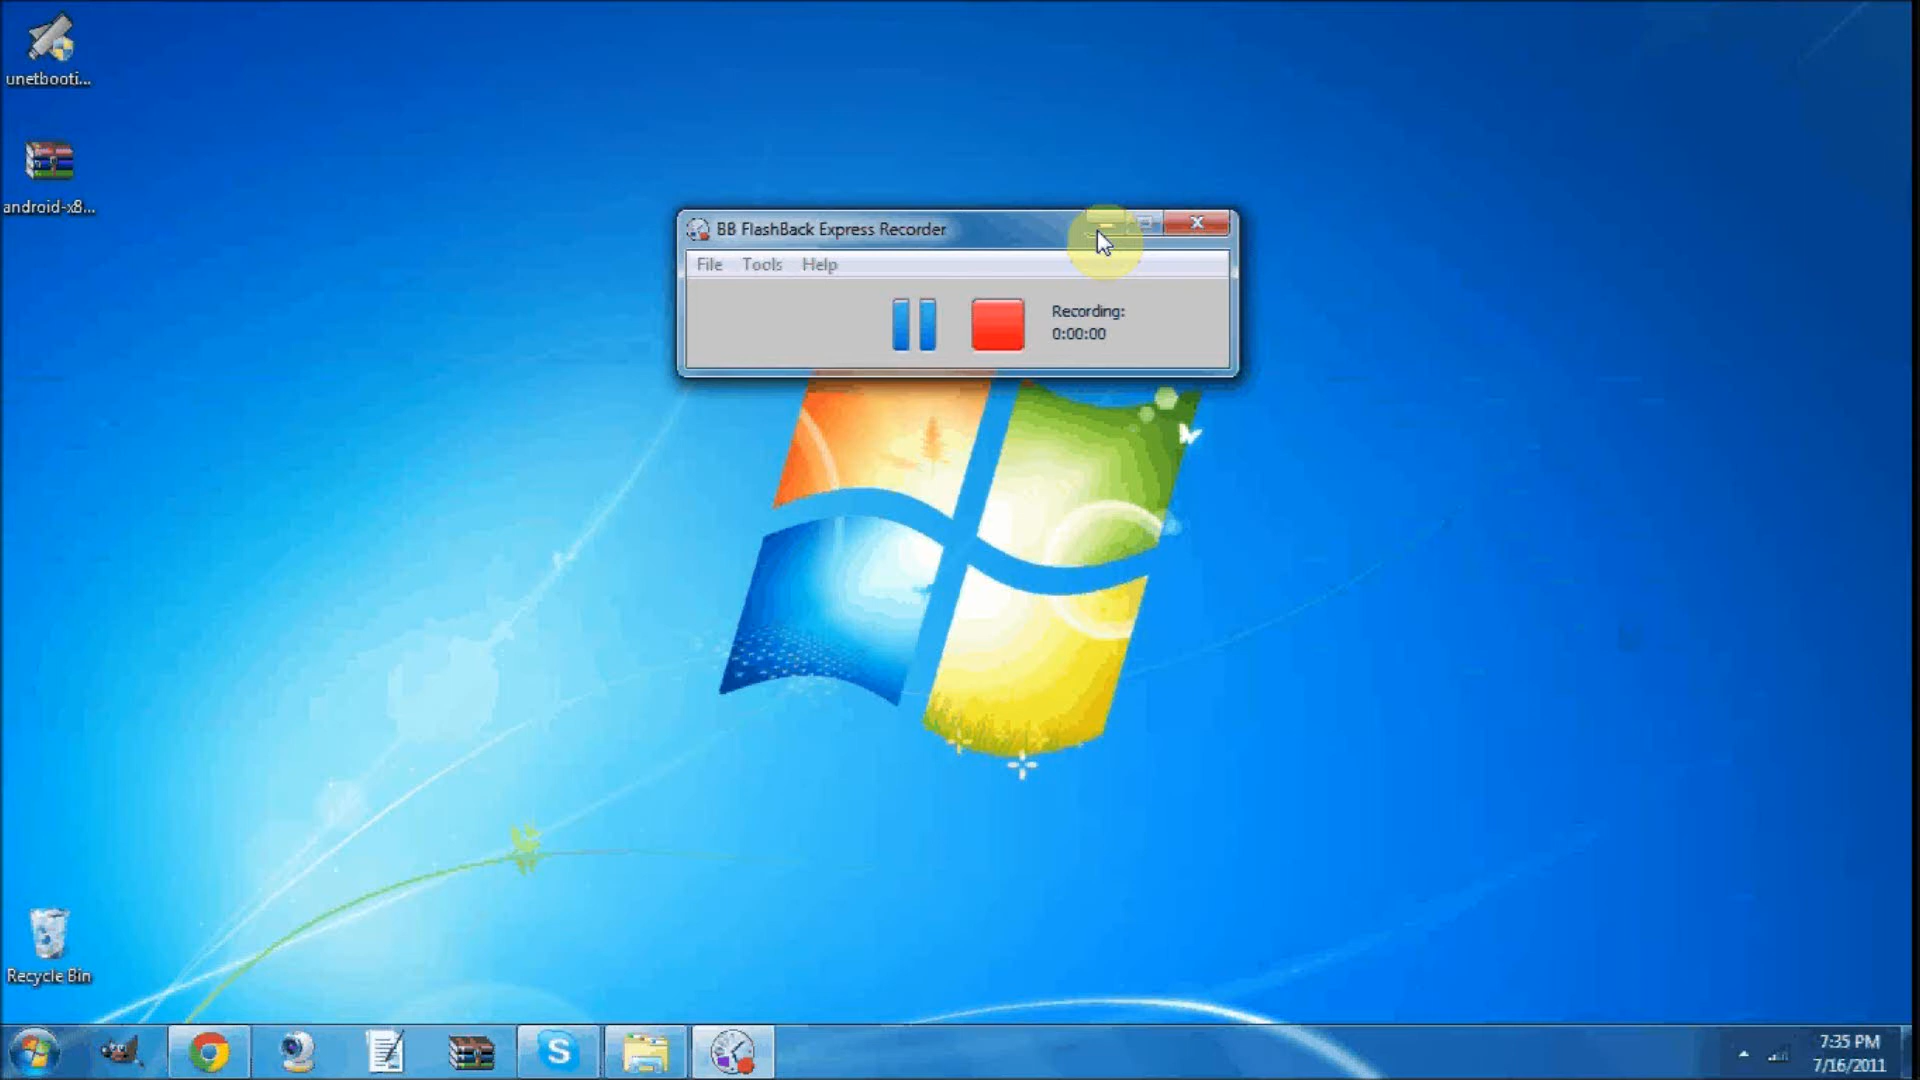 unetbooti...
android-x8...
BB FlashBack Express Recorder
File Tools Help
Recording:
0:00:00
Recycle Bin
S
7:35 PM
7/16/2011